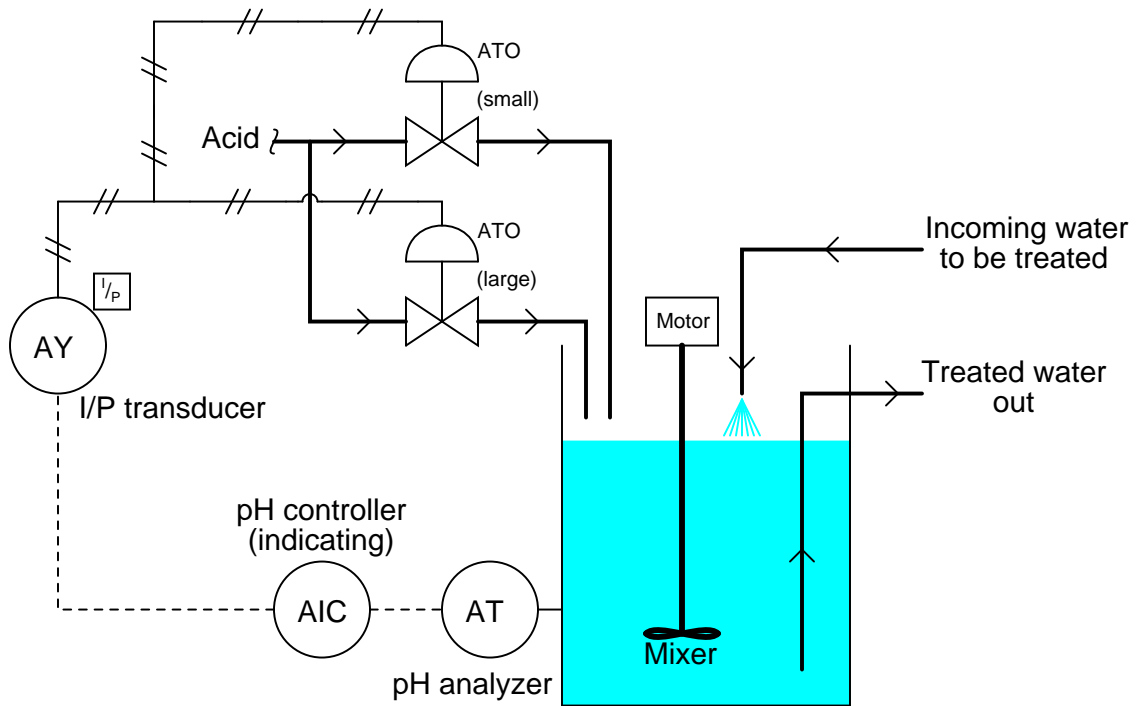 ATO
(small)
Acid
ATO
(large)
Incoming water
to be treated
I/P
Motor
AY
I/P transducer
Treated water
out
pH controller
(indicating)
AIC
AT
Mixer
pH analyzer